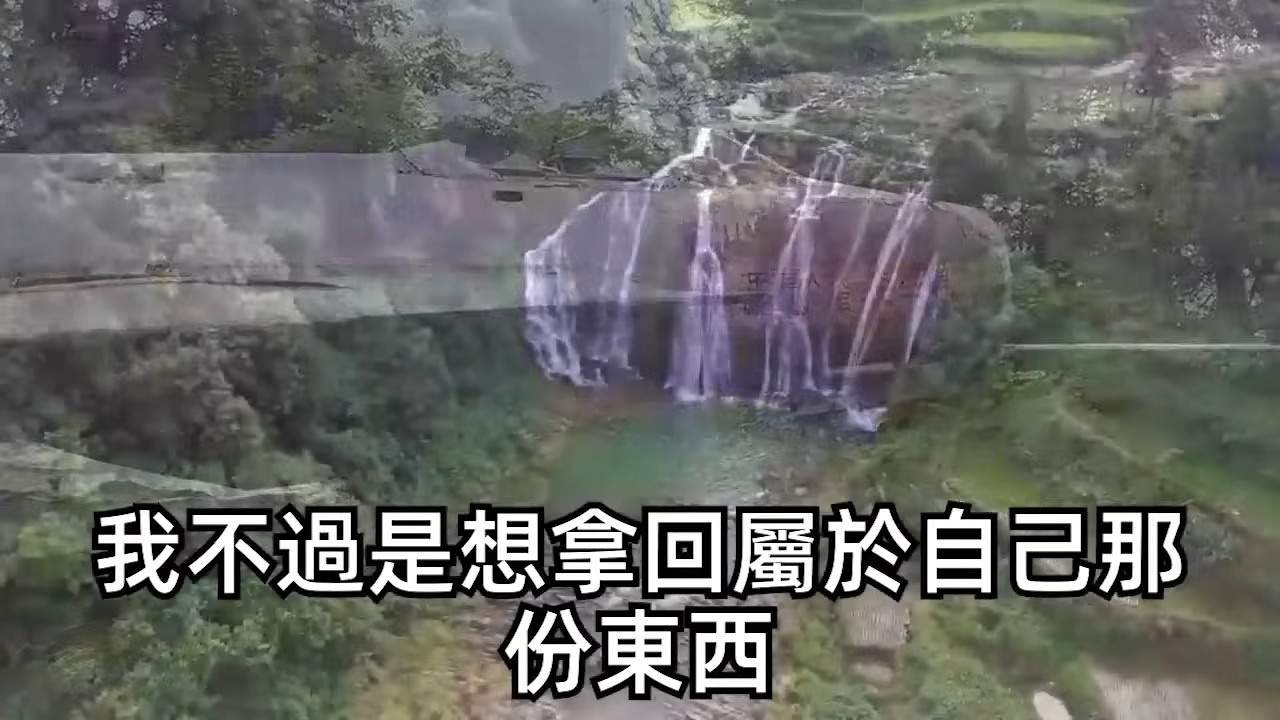 我不過是想拿回屬於自己那
份東西